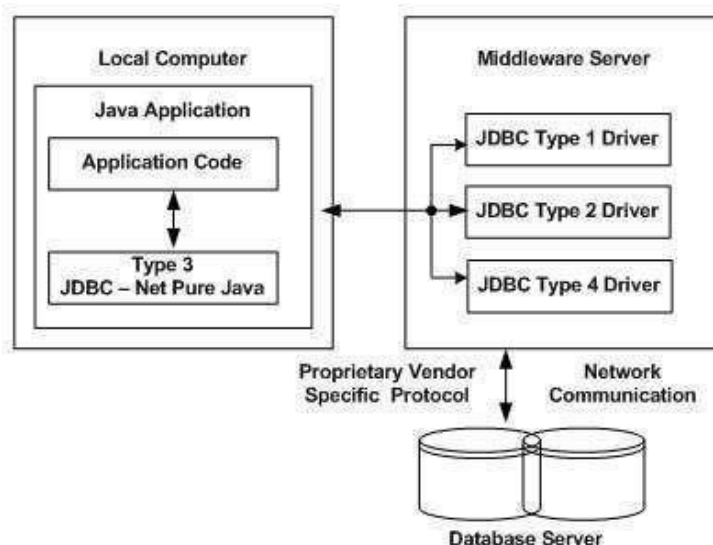 Local Computer
Java Application
Application Code
Type 3
JDBC – Net Pure Java
Middleware Server
JDBC Type 1 Driver
JDBC Type 2 Driver
JDBC Type 4 Driver
Proprietary Vendor
Specific Protocol
Network
Communication
Database Server